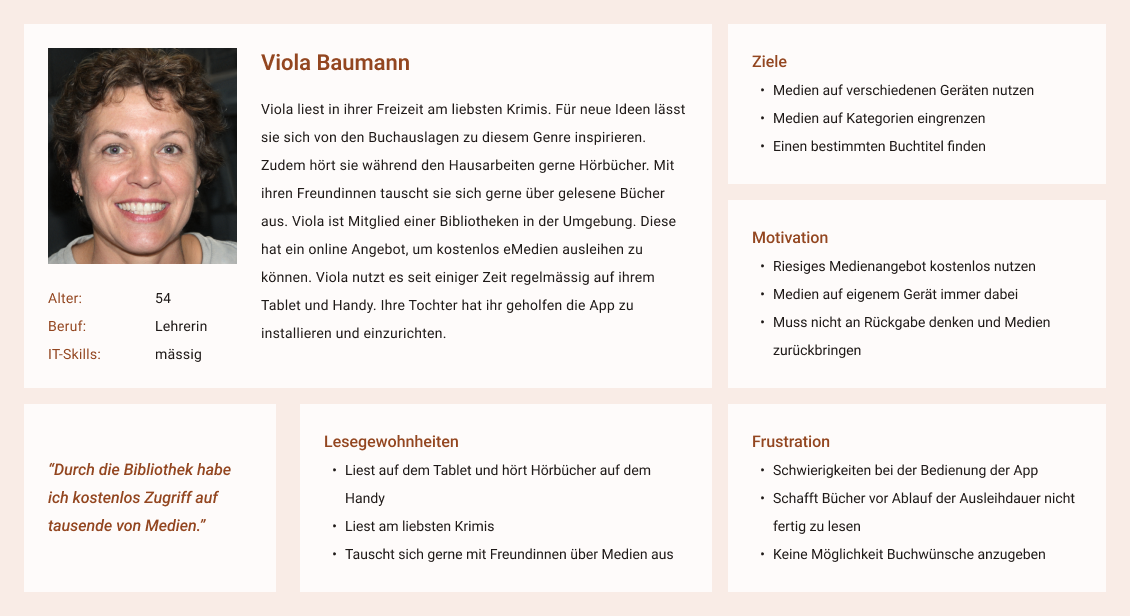 Viola Baumann
Viola liest in ihrer Freizeit am liebsten Krimis. Für neue Ideen lässt
sie sich von den Buchauslagen zu diesem Genre inspirieren.
Zudem hört sie während den Hausarbeiten gerne Hörbücher. Mit
ihren Freundinnen tauscht sie sich gerne über gelesene Bücher
aus. Viola ist Mitglied einer Bibliotheken in der Umgebung. Diese
hat ein online Angebot, um kostenlos eMedien ausleihen zu
können. Viola nutzt es seit einiger Zeit regelmässig auf ihrem
Tablet und Handy. Ihre Tochter hat ihr geholfen die App zu
installieren und einzurichten.
Alter: 54
Beruf: Lehrerin
IT-Skills: mässig
Ziele
• Medien auf verschiedenen Geräten nutzen
• Medien auf Kategorien eingrenzen
• Einen bestimmten Buchtitel finden
Motivation
• Riesiges Medienangebot kostenlos nutzen
• Medien auf eigenem Gerät immer dabei
• Muss nicht an Rückgabe denken und Medien
zurückbringen
“Durch die Bibliothek habe
ich kostenlos Zugriff auf
tausende von Medien.”
Lesegewohnheiten
• Liest auf dem Tablet und hört Hörbücher auf dem
Handy
• Liest am liebsten Krimis
• Tauscht sich gerne mit Freundinnen über Medien aus
Frustration
• Schwierigkeiten bei der Bedienung der App
• Schafft Bücher vor Ablauf der Ausleihdauer nicht
fertig zu lesen
• Keine Möglichkeit Buchwünsche anzugeben